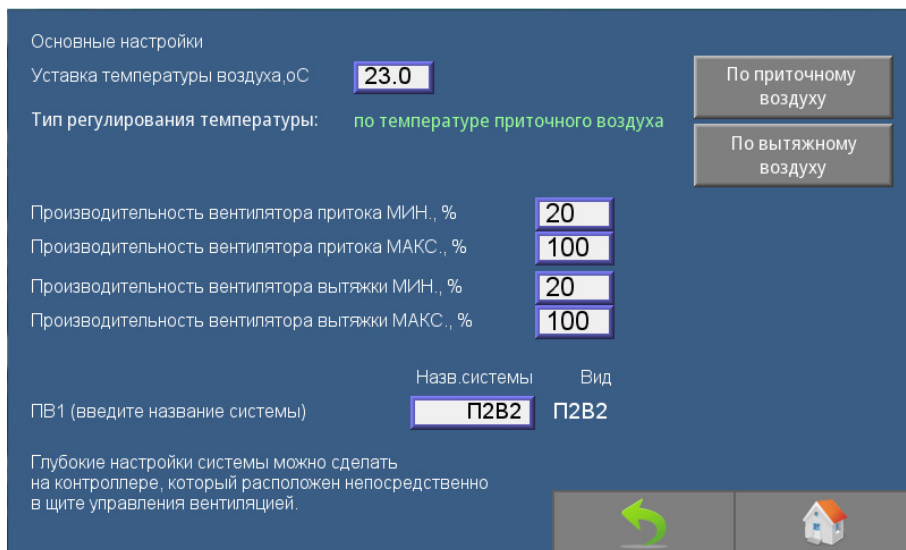 Основные настройки
Уставка температуры воздуха,оС 23.0
По приточному
воздуху
Тип регулирования температуры: по температуре приточного воздуха
По вытяжному
воздуху
Производительность вентилятора притока МИН., % 20
Производительность вентилятора притока МАКС., % 100
Производительность вентилятора вытяжки МИН., % 20
Производительность вентилятора вытяжки МАКС., % 100
Назв.системы Вид
ПВ1 (введите название системы) П2В2 П2В2
Глубокие настройки системы можно сделать
на контроллере, который расположен непосредственно
в щите управления вентиляцией.